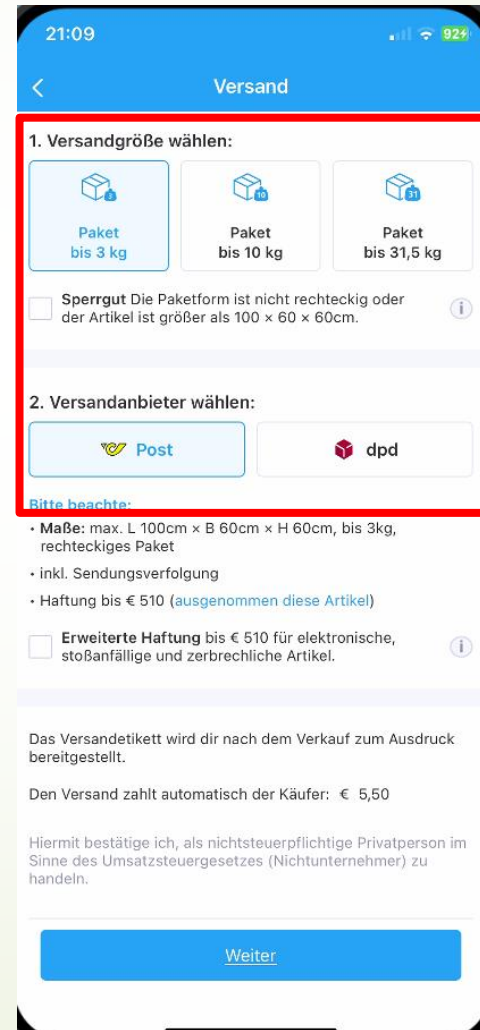 21:09
92
Versand
1. Versandgröße wählen:
3
10
31
Paket
bis 3 kg
Paket
bis 10 kg
Paket
bis 31,5 kg
Sperrgut Die Paketform ist nicht rechteckig oder
der Artikel ist größer als 100 × 60 × 60cm.
i
2. Versandanbieter wählen:
Post
dpd
Bitte beachte:
• Maße: max. L 100cm × B 60cm × H 60cm, bis 3kg,
rechteckiges Paket
• inkl. Sendungsverfolgung
• Haftung bis € 510 (ausgenommen diese Artikel)
Erweiterte Haftung bis € 510 für elektronische,
stoßanfällige und zerbrechliche Artikel.
i
Das Versandetikett wird dir nach dem Verkauf zum Ausdruck
bereitgestellt.
Den Versand zahlt automatisch der Käufer: € 5,50
Hiermit bestätige ich, als nichtsteuerpflichtige Privatperson im
Sinne des Umsatzsteuergesetzes (Nichtunternehmer) zu
handeln.
Weiter